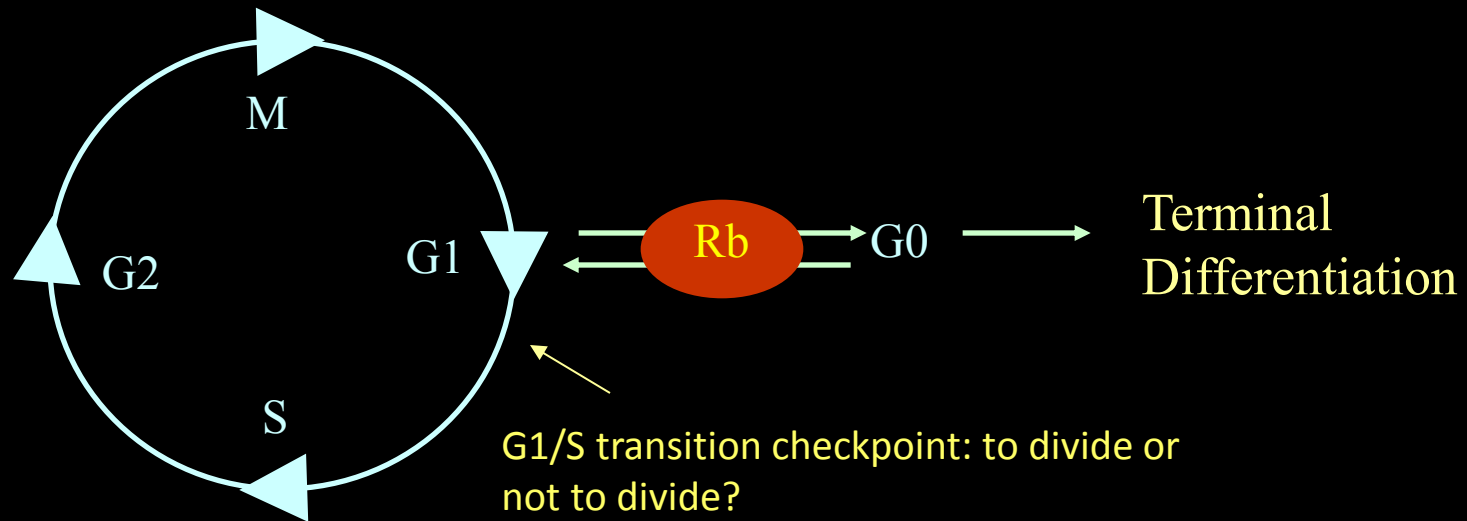 M
G1
Rb
G0
Terminal
Differentiation
G2
S
G1/S transition checkpoint: to divide or
not to divide?